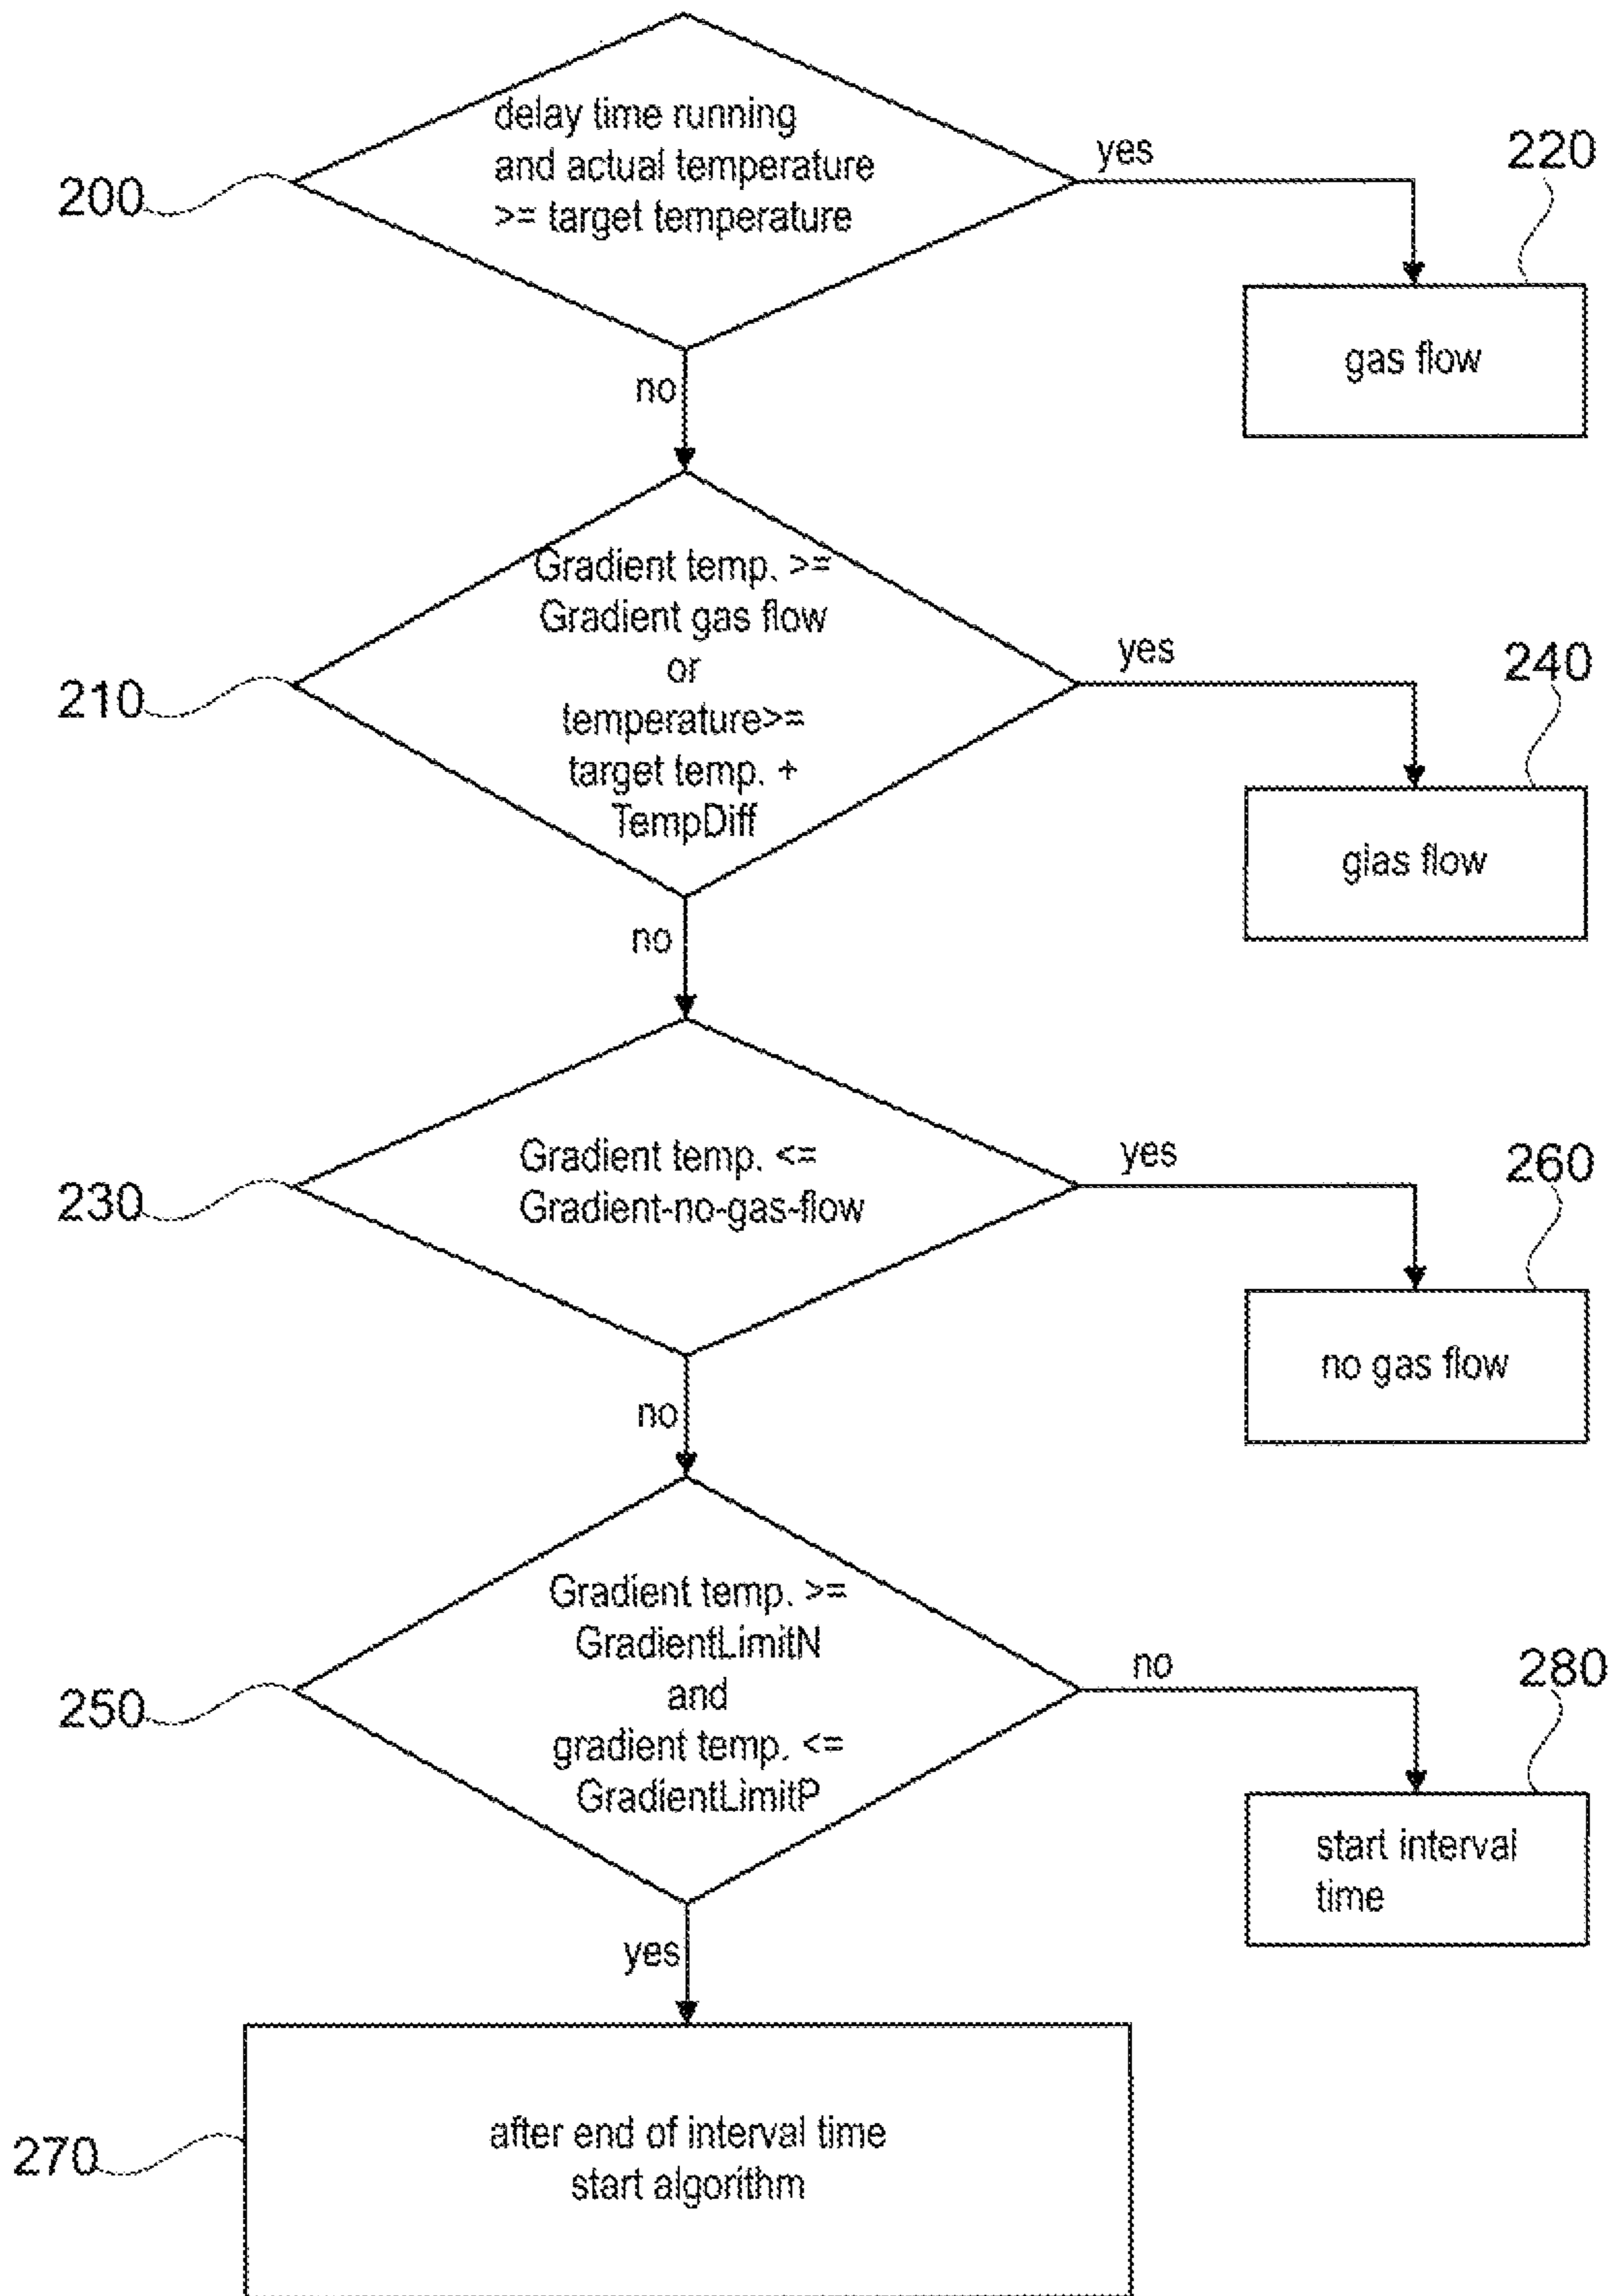 delay time running
and actual temperature
>= target temperature
200
yes
220
gas flow
no
Gradient temp. >=
Gradient gas flow
or
temperature>=
target temp. +
TempDiff
210
yes
240
glas flow
no
Gradient temp. <=
Gradient-no-gas-flow
230
yes
260
no gas flow
no
Gradient temp. >=
GradientLimitN
and
gradient temp. <=
GradientLimitP
250
no
280
start interval
time
yes
after end of interval time
start algorithm
270